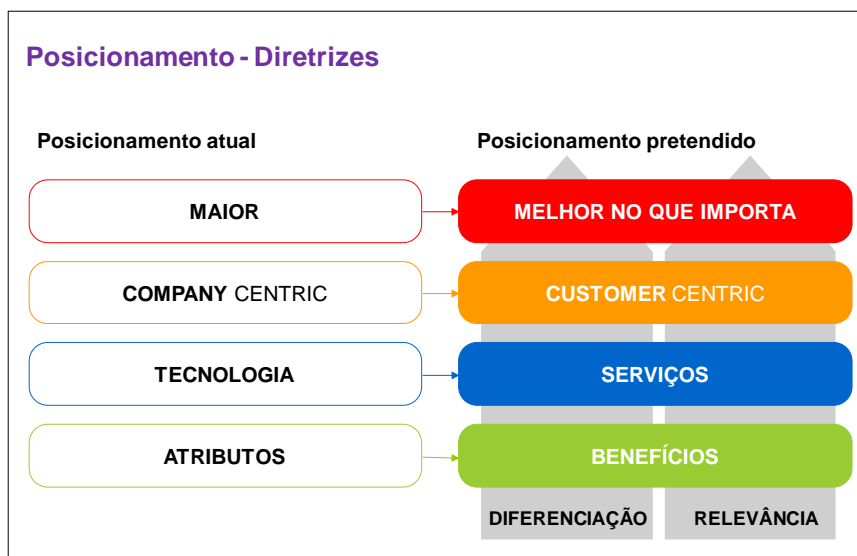 Posicionamento - Diretrizes
Posicionamento atual
Posicionamento pretendido
MAIOR
MELHOR NO QUE IMPORTA
COMPANY CENTRIC
CUSTOMER CENTRIC
TECNOLOGIA
SERVIÇOS
ATRIBUTOS
BENEFÍCIOS
DIFERENCIAÇÃO
RELEVÂNCIA